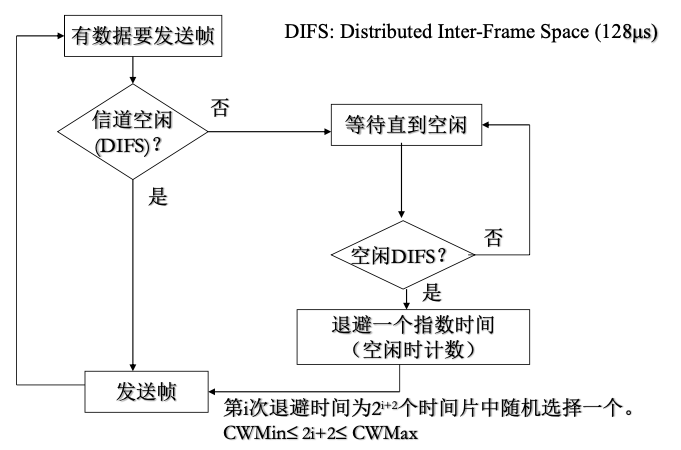 有数据要发送帧
DIFS: Distributed Inter-Frame Space (128μs)
信道空闲
(DIFS)？
否
等待直到空闲
是
空闲DIFS？
否
是
退避一个指数时间
（空闲时计数）
发送帧
第i次退避时间为2ⁱ⁺²个时间片中随机选择一个。
CWMin≤ 2i+2≤ CWMax